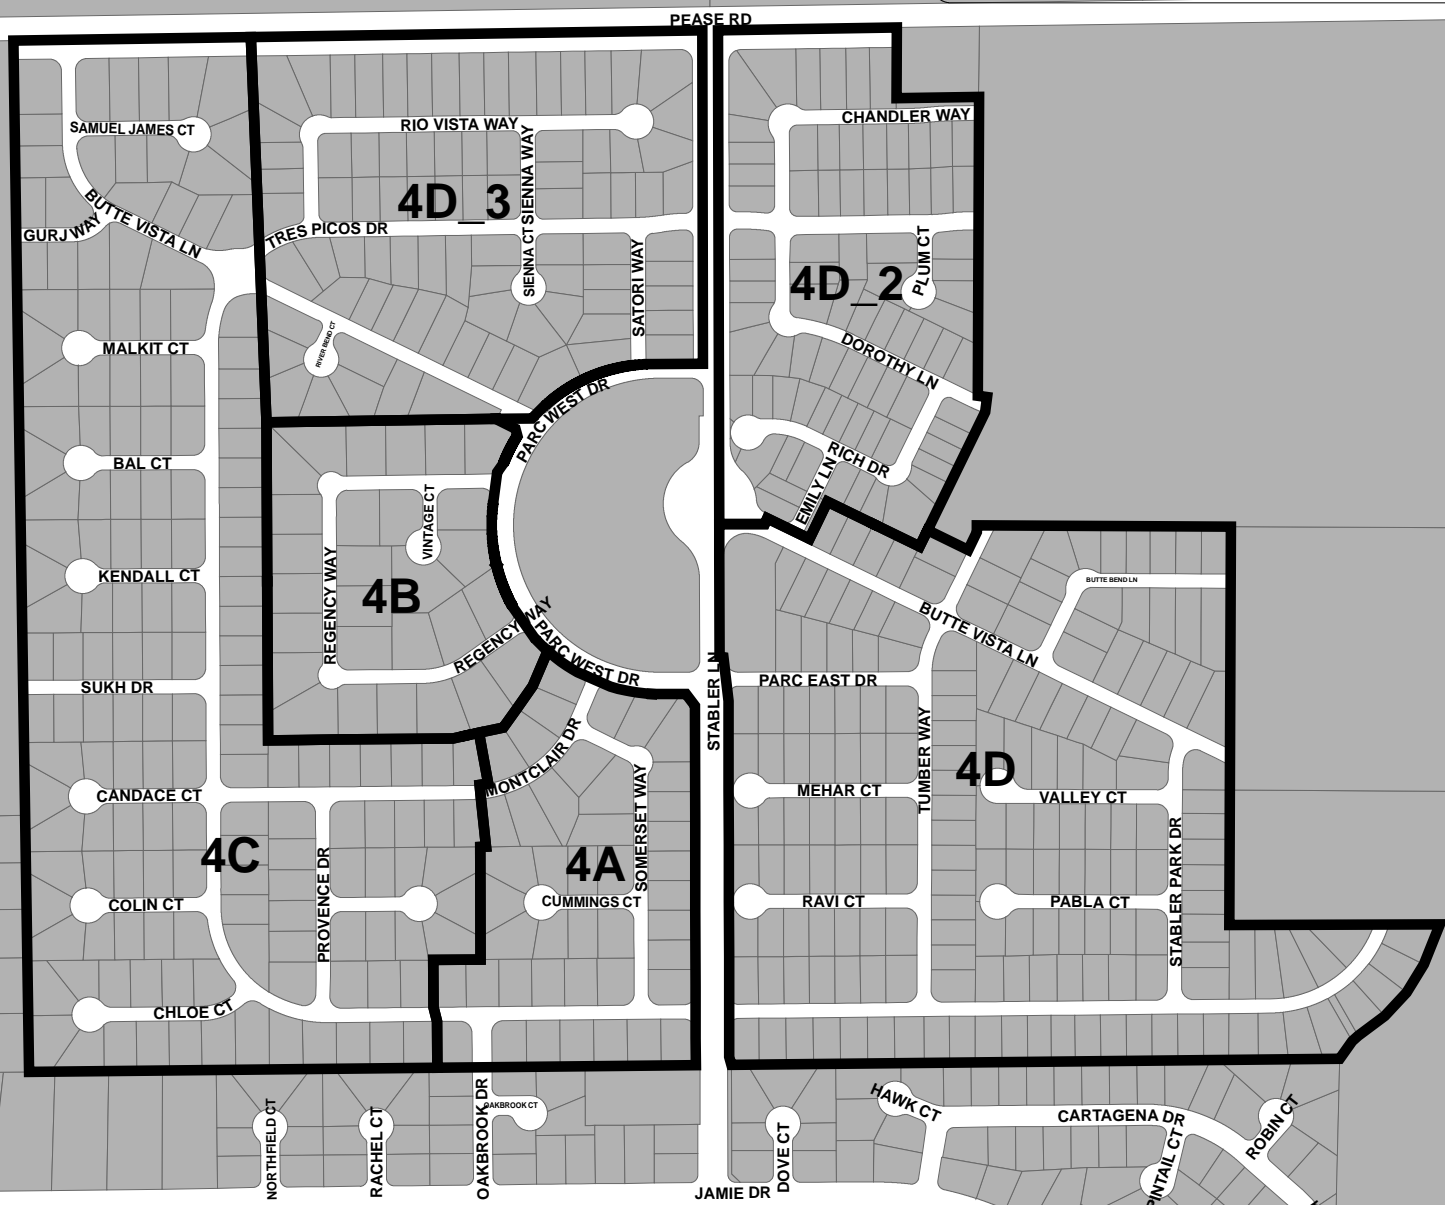 PEASE RD
SAMUEL JAMES CT
RIO VISTA WAY
SIENNA WAY
CHANDLER WAY
4D_3
BUTTE VISTA LN
GURJ WAY
TRES PICOS DR
SIENNA CT
SATORI WAY
PLUM CT
4D_2
RIVER BEND CT
MALKIT CT
DOROTHY LN
PARC WEST DR
BAL CT
RICH DR
EMILY LN
VINTAGE CT
KENDALL CT
REGENCY WAY
4B
BUTTE BEND LN
REGENCY WAY
PARC WEST DR
BUTTE VISTA LN
SUKH DR
STABLER LN
PARC EAST DR
MONTCLAIR DR
TUMBER WAY
4D
CANDACE CT
SOMERSET WAY
MEHAR CT
VALLEY CT
4C
4A
PROVENCE DR
STABLER PARK DR
COLIN CT
CUMMINGS CT
RAVI CT
PABLA CT
CHLOE CT
NORTHFIELD CT
RACHEL CT
OAKBROOK DR
OAKBROOK CT
DOVE CT
HAWK CT
CARTAGENA DR
PINTAIL CT
ROBIN CT
JAMIE DR